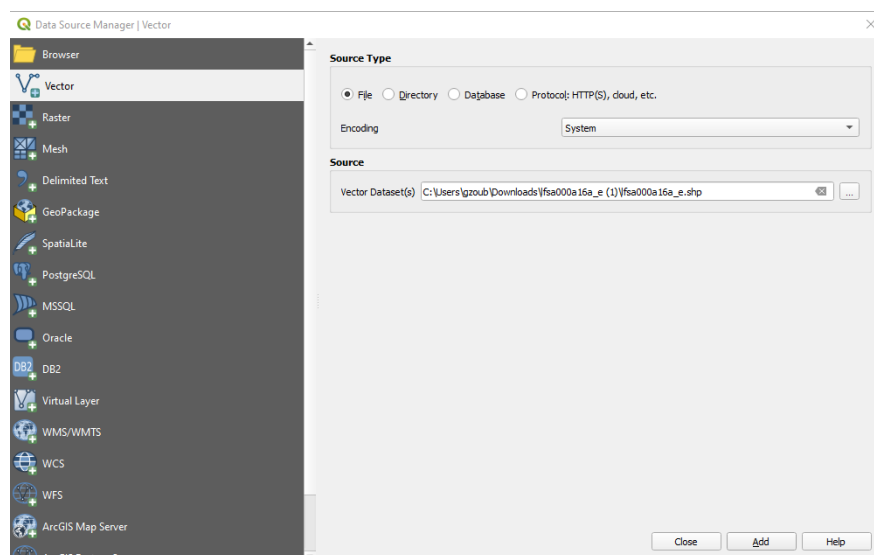 Data Source Manager | Vector
Browser
Vector
Raster
Mesh
Delimited Text
GeoPackage
SpatiaLite
PostgreSQL
MSSQL
Oracle
DB2
DB2
Virtual Layer
WMS/WMTS
WCS
WFS
ArcGIS Map Server
Source Type
File
Directory
Database
Protocol: HTTP(S), cloud, etc.
Encoding
System
Source
Vector Dataset(s)
C:\Users\gzoub\Downloads\lfsa000a16a_e (1)\lfsa000a16a_e.shp
...
Close
Add
Help